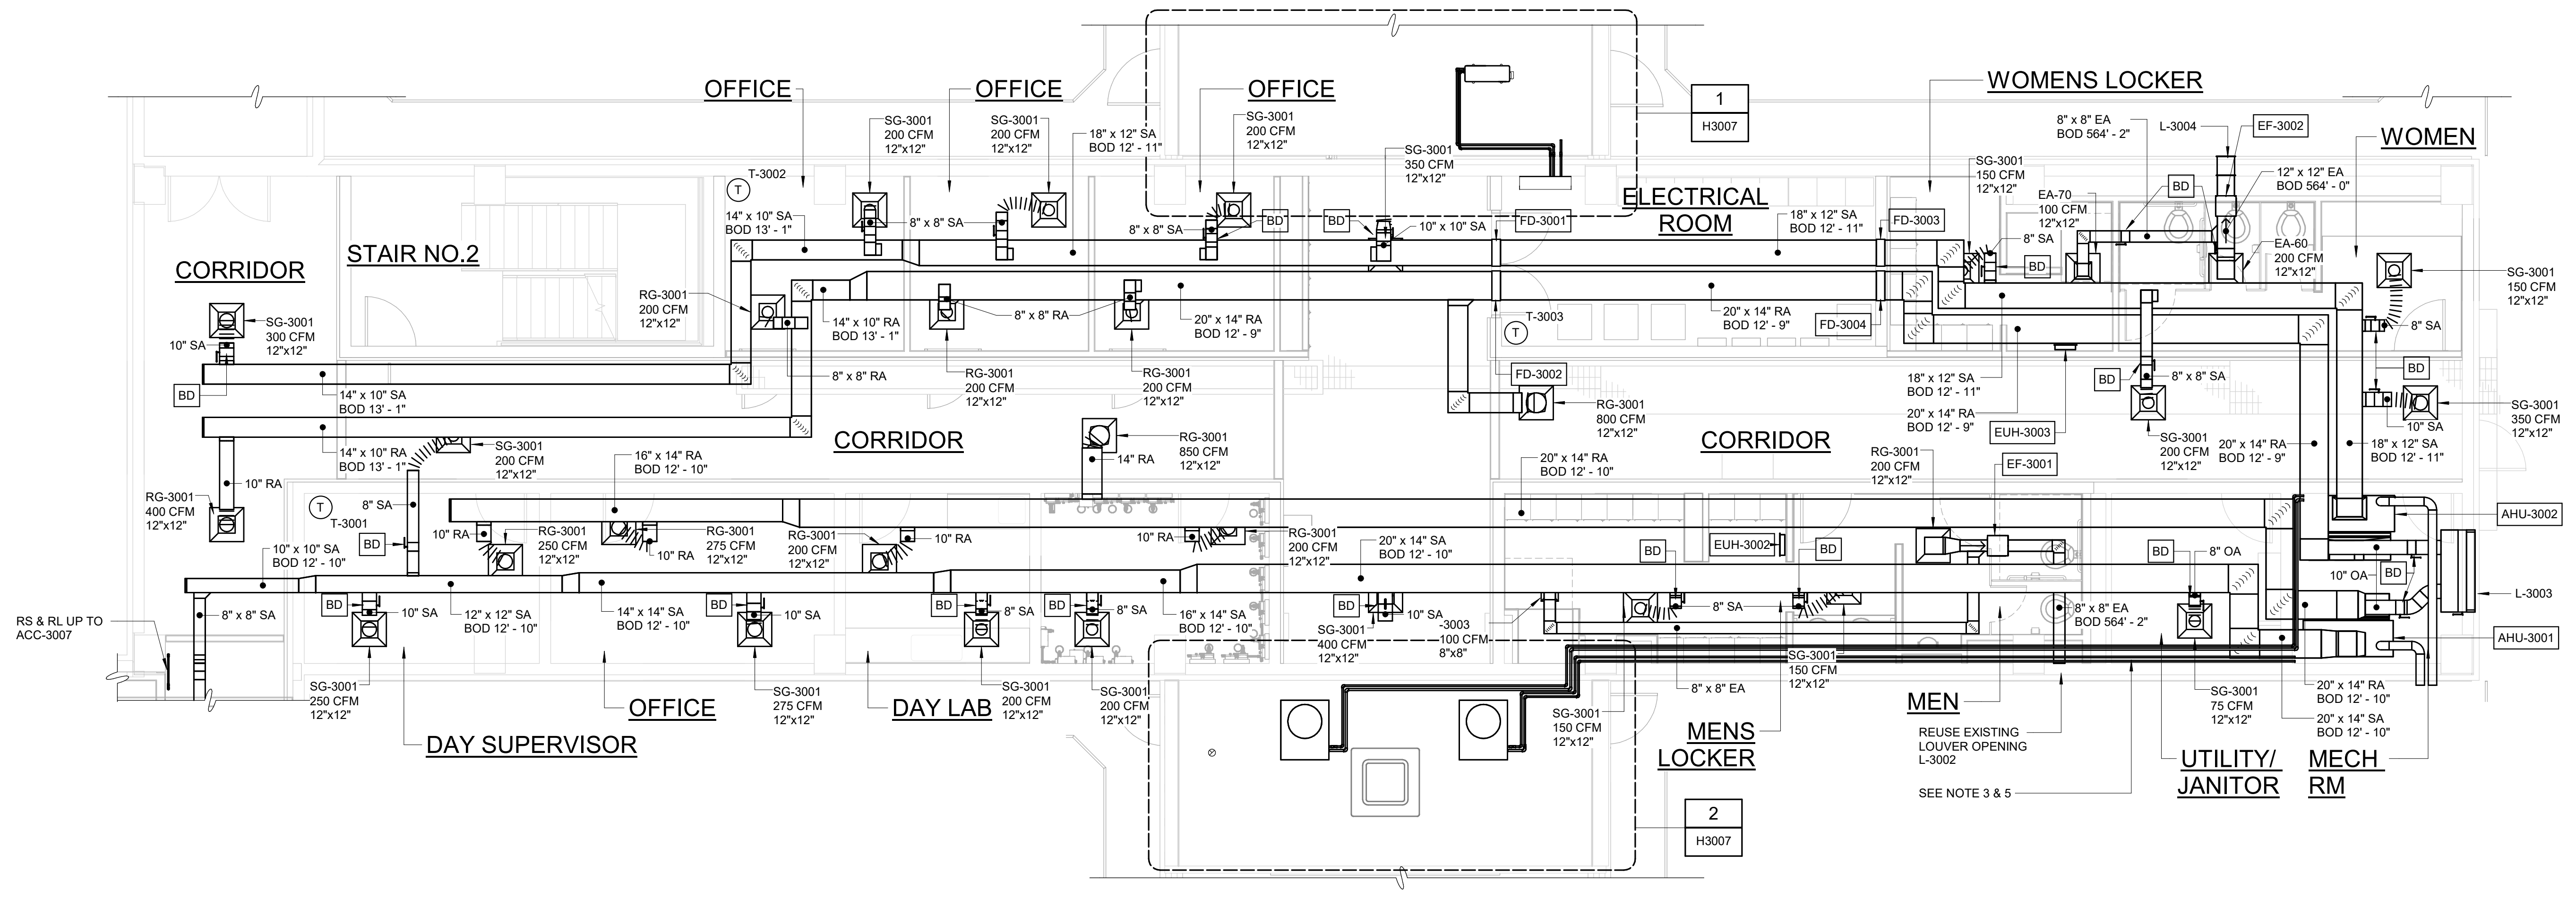 OFFICE
OFFICE
OFFICE
SG-3001
200 CFM
12"x12"
SG-3001
200 CFM
12"x12"
18" x 12" SA
BOD 12' - 11"
SG-3001
200 CFM
12"x12"
SG-3001
350 CFM
12"x12"
1
H3007
WOMENS LOCKER
8" x 8" EA
BOD 564' - 2"
L-3004
EF-3002
WOMEN
SG-3001
150 CFM
12"x12"
12" x 12" EA
BOD 564' - 0"
BD
T
T-3002
14" x 10" SA
BOD 13' - 1"
8" x 8" SA
8" x 8" SA
BD
BD
10" x 10" SA
FD-3001
ELECTRICAL
ROOM
18" x 12" SA
BOD 12' - 11"
FD-3003
EA-70
100 CFM
12"x12"
8" SA
BD
EA-60
200 CFM
12"x12"
SG-3001
150 CFM
12"x12"
STAIR NO.2
CORRIDOR
RG-3001
200 CFM
12"x12"
SG-3001
300 CFM
12"x12"
10" SA
BD
14" x 10" RA
BOD 13' - 1"
8" x 8" RA
20" x 14" RA
BOD 12' - 9"
T
T-3003
20" x 14" RA
BOD 12' - 9"
FD-3004
8" SA
BD
8" x 8" RA
RG-3001
200 CFM
12"x12"
RG-3001
200 CFM
12"x12"
FD-3002
14" x 10" SA
BOD 13' - 1"
18" x 12" SA
BOD 12' - 11"
BD
8" x 8" SA
RG-3001
800 CFM
12"x12"
20" x 14" RA
BOD 12' - 9"
EUH-3003
SG-3001
350 CFM
12"x12"
10" SA
CORRIDOR
CORRIDOR
14" x 10" RA
BOD 13' - 1"
SG-3001
200 CFM
12"x12"
16" x 14" RA
BOD 12' - 10"
RG-3001
850 CFM
12"x12"
14" RA
20" x 14" RA
BOD 12' - 10"
RG-3001
200 CFM
12"x12"
EF-3001
SG-3001
200 CFM
12"x12"
20" x 14" RA
BOD 12' - 9"
18" x 12" SA
BOD 12' - 11"
10" RA
RG-3001
400 CFM
12"x12"
8" SA
T
T-3001
BD
10" RA
RG-3001
250 CFM
12"x12"
RG-3001
275 CFM
12"x12"
10" RA
RG-3001
200 CFM
12"x12"
10" RA
10" RA
RG-3001
200 CFM
12"x12"
20" x 14" SA
BOD 12' - 10"
EUH-3002
BD
BD
BD
8" OA
AHU-3002
10" OA
BD
10" x 10" SA
BOD 12' - 10"
8" x 8" SA
BD
10" SA
12" x 12" SA
BOD 12' - 10"
14" x 14" SA
BOD 12' - 10"
BD
10" SA
BD
8" SA
BD
8" SA
16" x 14" SA
BOD 12' - 10"
BD
10" SA
SG-3001
400 CFM
12"x12"
-3003
100 CFM
8"x8"
8" SA
MENS
LOCKER
SG-3001
150 CFM
12"x12"
MEN
8" x 8" EA
BOD 564' - 2"
L-3003
AHU-3001
RS & RL UP TO
ACC-3007
SG-3001
250 CFM
12"x12"
OFFICE
SG-3001
275 CFM
12"x12"
DAY LAB
SG-3001
200 CFM
12"x12"
SG-3001
200 CFM
12"x12"
8" x 8" EA
SG-3001
150 CFM
12"x12"
SG-3001
75 CFM
12"x12"
20" x 14" RA
BOD 12' - 10"
20" x 14" SA
BOD 12' - 10"
DAY SUPERVISOR
REUSE EXISTING
LOUVER OPENING
L-3002
UTILITY/
JANITOR
MECH
RM
SEE NOTE 3 & 5
2
H3007